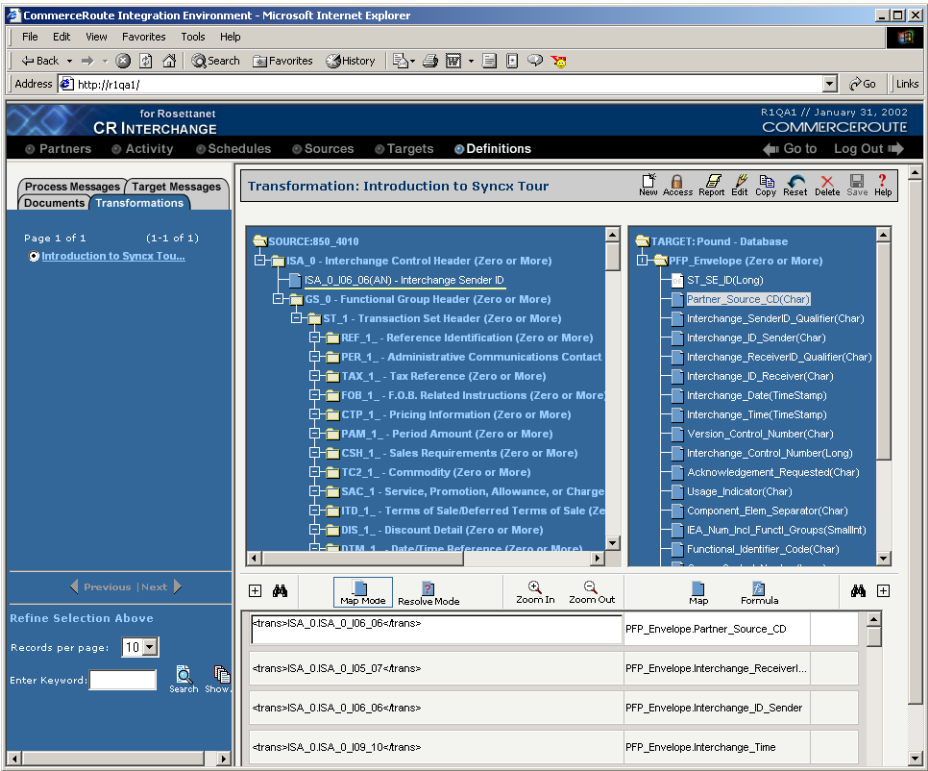 CommerceRoute Integration Environment - Microsoft Internet Explorer
File Edit View Favorites Tools Help
Back Search Favorites History
Address http://r1qa1/ Go Links
for Rosettanet
CR INTERCHANGE
R1QA1 // January 31, 2002
COMMERCEROUTE
Partners Activity Schedules Sources Targets Definitions Go to Log Out
Process Messages Target Messages
Documents Transformations
Page 1 of 1 (1-1 of 1)
Introduction to Syncx Tou...
Previous | Next
Refine Selection Above
Records per page: 10
Enter Keyword:
Search Show.
Transformation: Introduction to Syncx Tour
New Access Report Edit Copy Reset Delete Save Help
SOURCE:850_4010
ISA_0 - Interchange Control Header (Zero or More)
ISA_0_I06_06(AN) - Interchange Sender ID
GS_0 - Functional Group Header (Zero or More)
ST_1 - Transaction Set Header (Zero or More)
REF_1_ - Reference Identification (Zero or More)
PER_1_ - Administrative Communications Contact
TAX_1_ - Tax Reference (Zero or More)
FOB_1_ - F.O.B. Related Instructions (Zero or More
CTP_1_ - Pricing Information (Zero or More)
PAM_1_ - Period Amount (Zero or More)
CSH_1_ - Sales Requirements (Zero or More)
TC2_1_ - Commodity (Zero or More)
SAC_1 - Service, Promotion, Allowance, or Charge
ITD_1_ - Terms of Sale/Deferred Terms of Sale (Ze
DIS_1_ - Discount Detail (Zero or More)
DTM_1_ - Date/Time Reference (Zero or More)
TARGET: Pound - Database
PFP_Envelope (Zero or More)
ST_SE_ID(Long)
Partner_Source_CD(Char)
Interchange_SenderID_Qualifier(Char)
Interchange_ID_Sender(Char)
Interchange_ReceiverID_Qualifier(Char)
Interchange_ID_Receiver(Char)
Interchange_Date(TimeStamp)
Interchange_Time(TimeStamp)
Version_Control_Number(Char)
Interchange_Control_Number(Long)
Acknowledgement_Requested(Char)
Usage_Indicator(Char)
Component_Elem_Separator(Char)
IEA_Num_Incl_Functl_Groups(SmallInt)
Functional_Identifier_Code(Char)
Map Mode Resolve Mode Zoom In Zoom Out Map Formula
<trans>ISA_0.ISA_0_I06_06</trans> PFP_Envelope.Partner_Source_CD
<trans>ISA_0.ISA_0_I05_07</trans> PFP_Envelope.Interchange_ReceiverI...
<trans>ISA_0.ISA_0_I06_06</trans> PFP_Envelope.Interchange_ID_Sender
<trans>ISA_0.ISA_0_I09_10</trans> PFP_Envelope.Interchange_Time